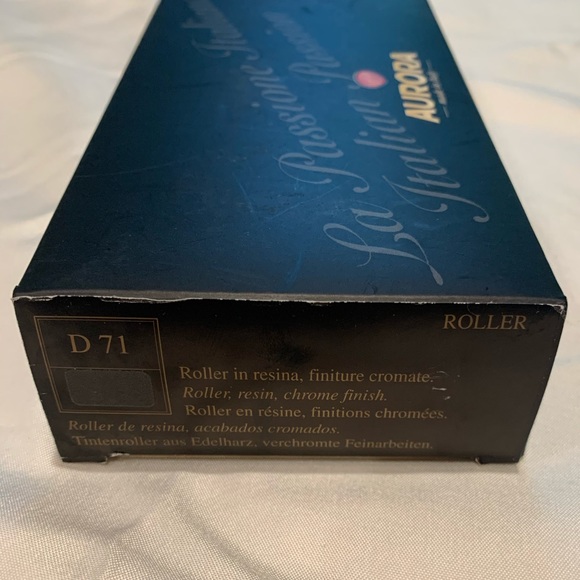 La Passione Italiana
Italian Passion
AURORA
D 71
ROLLER
Roller in resina, finiture cromate.
Roller, resin, chrome finish.
Roller en résine, finitions chromées.
Roller de resina, acabados cromados.
Tintenroller aus Edelharz, verchromte Feinarbeiten.